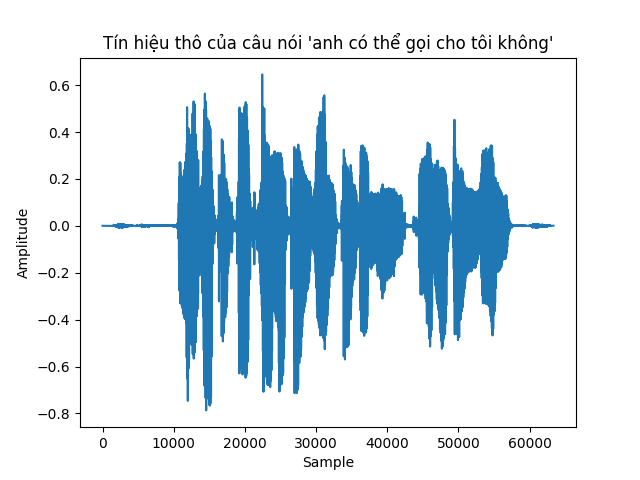 Tín hiệu thô của câu nói 'anh có thể gọi cho tôi không'
0.6
0.4
0.2
0.0
−0.2
−0.4
−0.6
−0.8
Amplitude
0 10000 20000 30000 40000 50000 60000
Sample